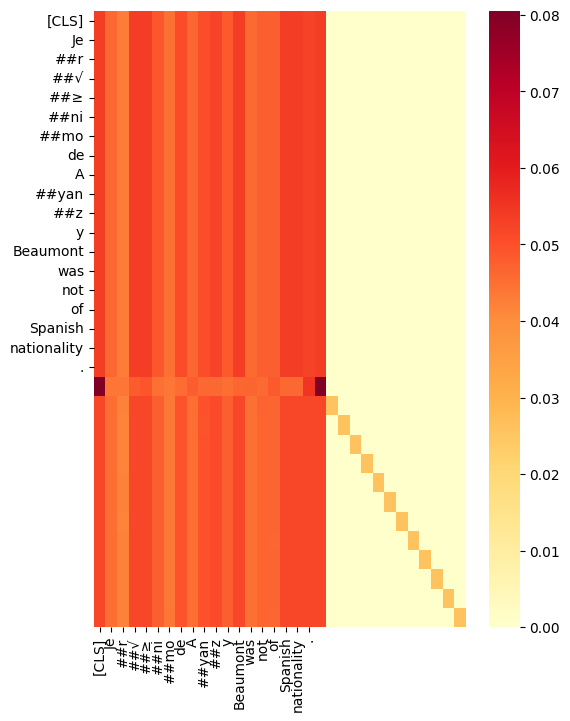 [CLS]
Je
##r
##√
##≥
##ni
##mo
de
A
##yan
##z
y
Beaumont
was
not
of
Spanish
nationality
.
0.08
0.07
0.06
0.05
0.04
0.03
0.02
0.01
0.00
[CLS]
Je
##r
##√
##≥
##ni
##mo
de
A
##yan
##z
y
Beaumont
was
not
of
Spanish
nationality
.